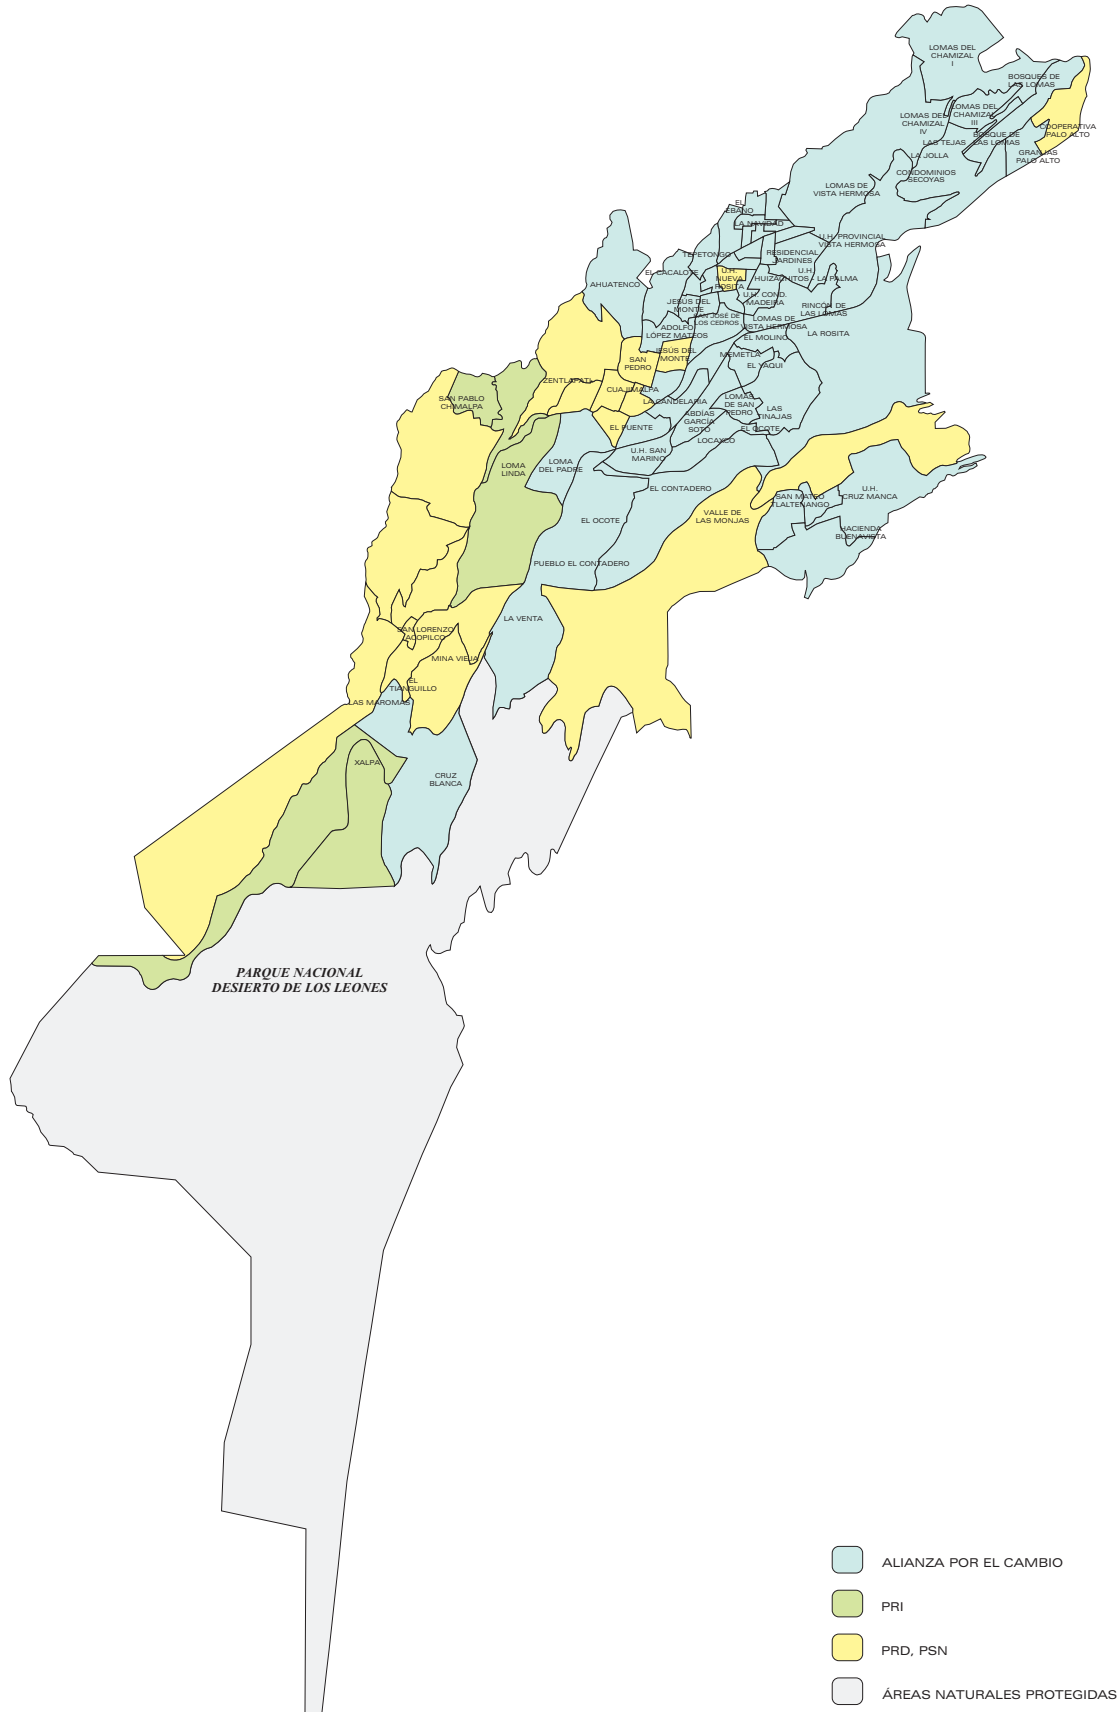 LOMAS DEL
CHAMIZAL
I
BOSQUES DE
LAS LOMAS
LOMAS DEL
CHAMIZAL
III
LOMAS DEL
CHAMIZAL
IV
COOPERATIVA
PALO ALTO
BOSQUE DE
LAS LOMAS
LAS TEJAS
GRANJAS
PALO ALTO
LA JOLLA
CONDOMINIOS
SECOYAS
LOMAS DE
VISTA HERMOSA
EL
EBANO
LA NAVIDAD
U.H. PROVINCIAL
VISTA HERMOSA
TEPETONGO
RESIDENCIAL
JARDINES
EL CACALOTE
U.H.
NUEVA
ROSITA
HUIZACHITOS
U.H.
LA PALMA
AHUATENCO
JESÚS DEL
MONTE
U.H. COND.
MADEIRA
RINCÓN DE
LAS LOMAS
SAN JOSÉ DE
LOS CEDROS
LOMAS DE
VISTA HERMOSA
ADOLFO
LÓPEZ MATEOS
LA ROSITA
EL MOLINO
JESÚS DEL
MONTE
MEMETLA
SAN
PEDRO
EL YAQUI
ZENTLAPATL
CUAJIMALPA
SAN PABLO
CHIMALPA
LA CANDELARIA
LOMAS
DE SAN
PEDRO
LAS
TINAJAS
ABDÍAS
GARCÍA
SOTO
EL PUENTE
EL OCOTE
LOCAXCO
U.H. SAN
MARINO
LOMA
LINDA
LOMA
DEL PADRE
EL CONTADERO
U.H.
CRUZ MANCA
SAN MATEO
TLALTENANGO
VALLE DE
LAS MONJAS
EL OCOTE
HACIENDA
BUENAVISTA
PUEBLO EL CONTADERO
LA VENTA
SAN LORENZO
ACOPILCO
MINA VIEJA
EL
TIANGUILLO
LAS MAROMAS
XALPA
CRUZ
BLANCA
PARQUE NACIONAL
DESIERTO DE LOS LEONES
ALIANZA POR EL CAMBIO
PRI
PRD, PSN
ÁREAS NATURALES PROTEGIDAS